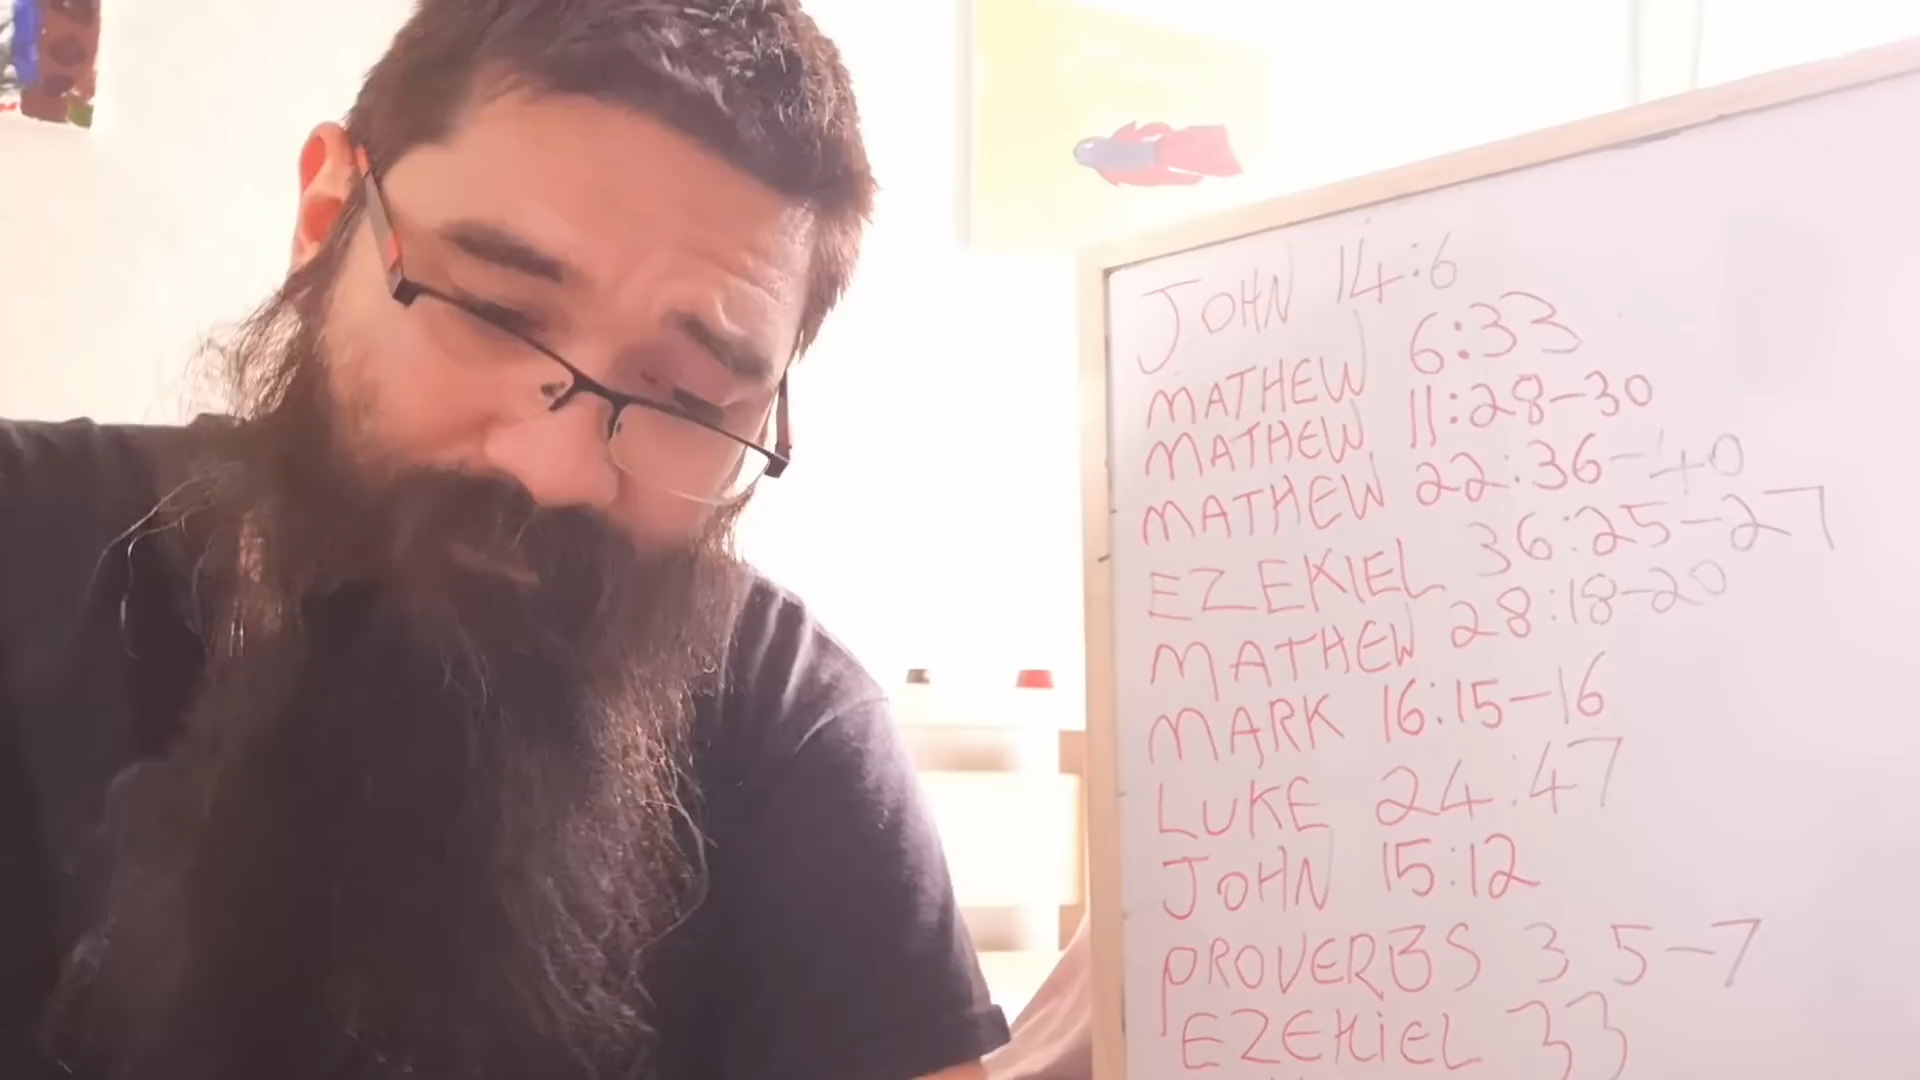 JOHN 14:6
MATHEW 6:33
MATHEW 11:28-30
MATHEW 22:36-40
EZEKIEL 36:25-27
MATHEW 28:18-20
MARK 16:15-16
LUKE 24:47
JOHN 15:12
PROVERBS 3 5-7
EZEKiEL 33